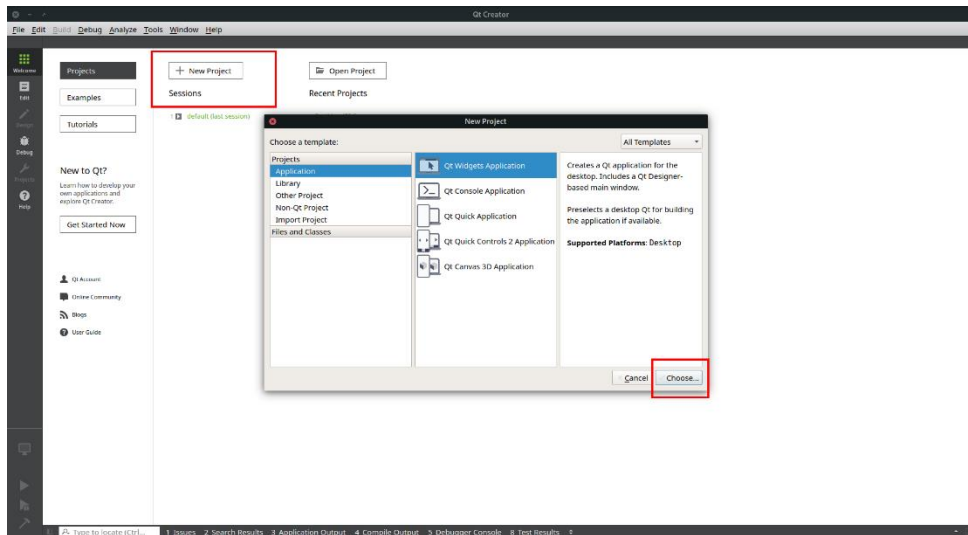 Qt Creator
File Edit Build Debug Analyze Tools Window Help
Welcome
Projects
+ New Project
Open Project
Edit
Examples
Sessions
Recent Projects
Design
Tutorials
default (last session)
Debug
Projects
Help
New to Qt?
Learn how to develop your
own applications and
explore Qt Creator.
Get Started Now
Qt Account
Online Community
Blogs
User Guide
New Project
Choose a template:
All Templates
Projects
Application
Library
Other Project
Non-Qt Project
Import Project
Files and Classes
Qt Widgets Application
Qt Console Application
Qt Quick Application
Qt Quick Controls 2 Application
Qt Canvas 3D Application
Creates a Qt application for the
desktop. Includes a Qt Designer-
based main window.
Preselects a desktop Qt for building
the application if available.
Supported Platforms: Desktop
Cancel
Choose...
Type to locate (Ctrl...
1 Issues 2 Search Results 3 Application Output 4 Compile Output 5 Debugger Console 8 Test Results